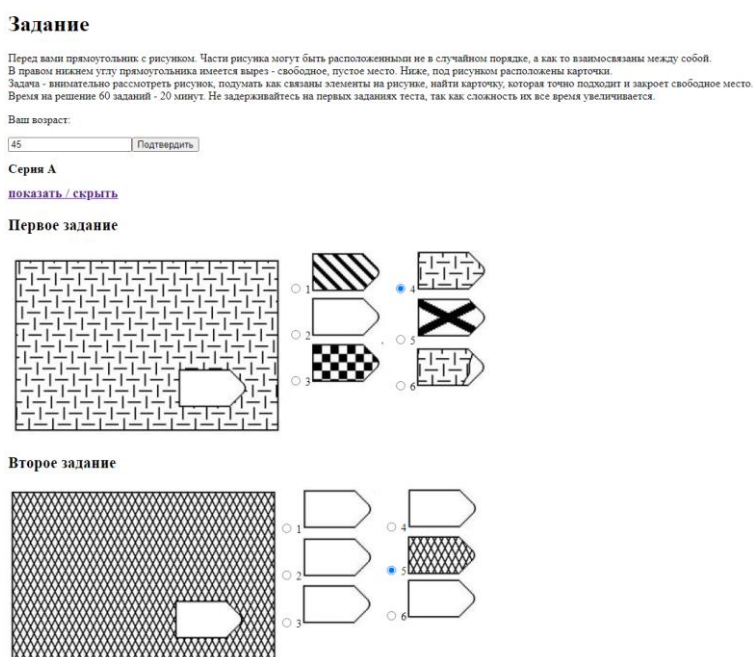 Задание
Перед вами прямоугольник с рисунком. Части рисунка могут быть расположенными не в случайном порядке, а как то взаимосвязаны между собой.
В правом нижнем углу прямоугольника имеется вырез - свободное, пустое место. Ниже, под рисунком расположены карточки.
Задача - внимательно рассмотреть рисунок, подумать как связаны элементы на рисунке, найти карточку, которая точно подходит и закроет свободное место.
Время на решение 60 заданий - 20 минут. Не задерживайтесь на первых заданиях теста, так как сложность их все время увеличивается.
Ваш возраст:
45 Подтвердить
Серия А
показать / скрыть
Первое задание
1 4
2 5
3 6
Второе задание
1 4
2 5
3 6